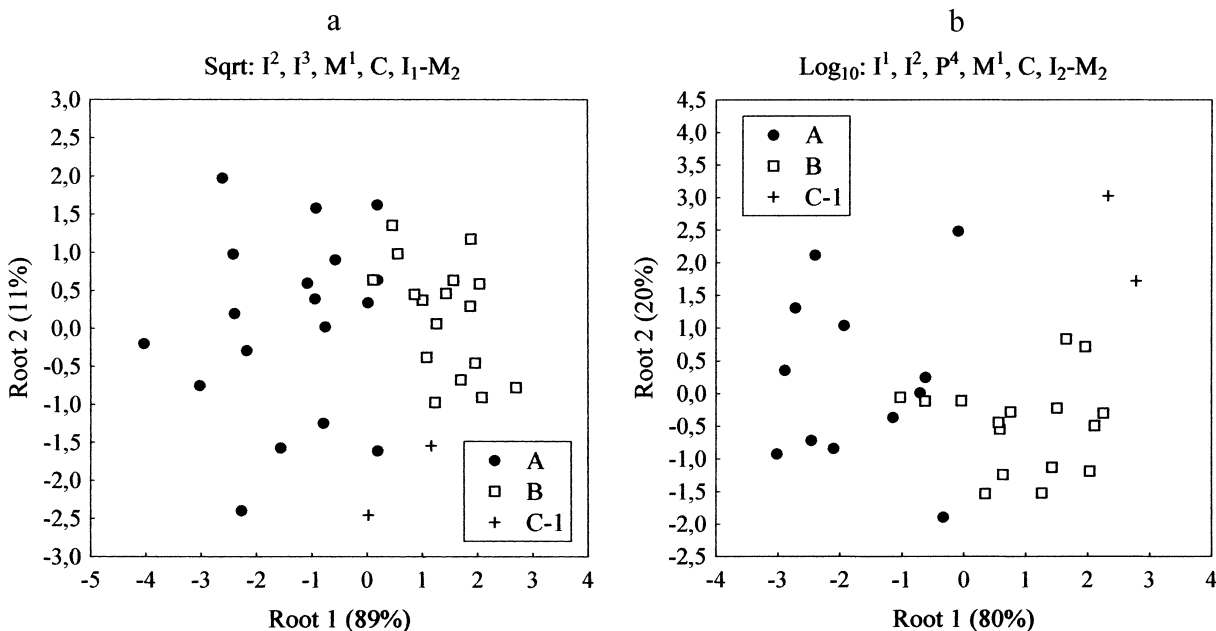 a
Sqrt: I², I³, M¹, C, I₁-M₂
3,0
2,5
2,0
1,5
1,0
0,5
0,0
-0,5
-1,0
-1,5
-2,0
-2,5
-3,0
Root 2 (11%)
A
B
C-1
-5 -4 -3 -2 -1 0 1 2 3 4
Root 1 (89%)
b
Log₁₀: I¹, I², P⁴, M¹, C, I₂-M₂
4,5
4,0
3,5
3,0
2,5
2,0
1,5
1,0
0,5
0,0
-0,5
-1,0
-1,5
-2,0
-2,5
Root 2 (20%)
A
B
C-1
-4 -3 -2 -1 0 1 2 3 4
Root 1 (80%)